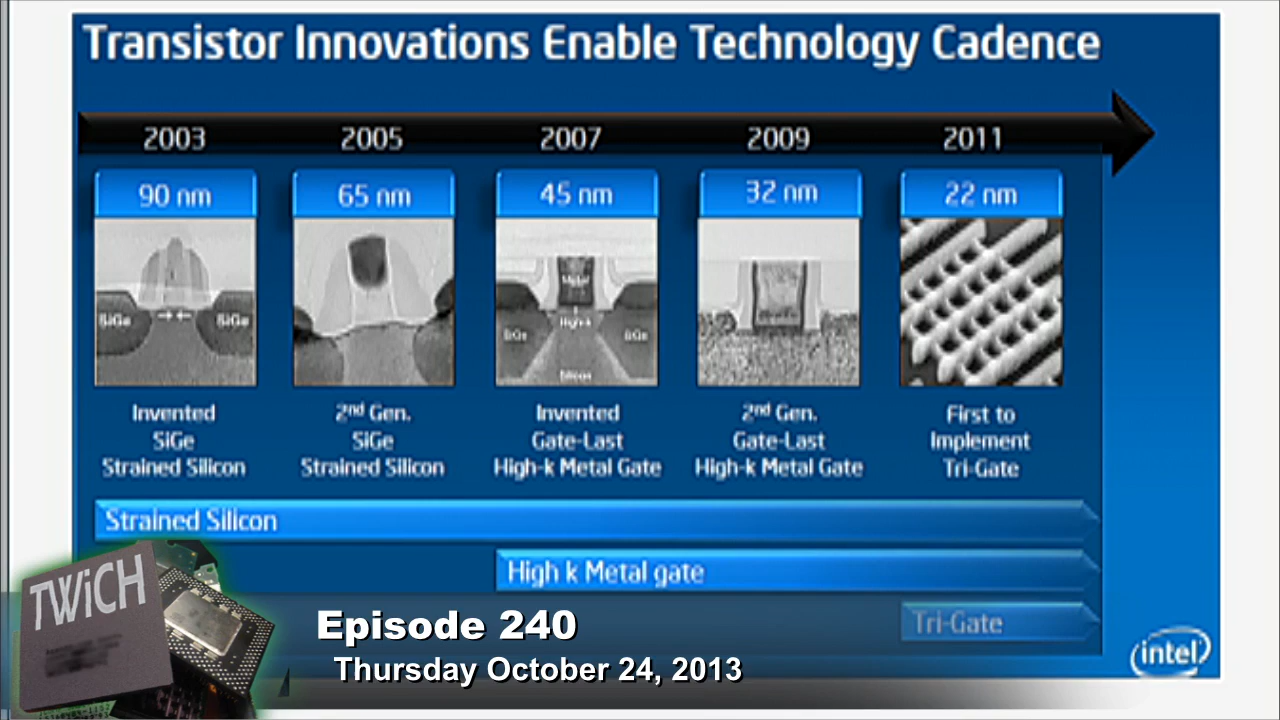 Transistor Innovations Enable Technology Cadence
2003 2005 2007 2009 2011
90 nm 65 nm 45 nm 32 nm 22 nm
SiGe SiGe
Metal
High-k
SiGe SiGe
Silicon
Invented
SiGe
Strained Silicon
2nd Gen.
SiGe
Strained Silicon
Invented
Gate-Last
High-k Metal Gate
2nd Gen.
Gate-Last
High-k Metal Gate
First to
Implement
Tri-Gate
Strained Silicon
High k Metal gate
Tri-Gate
intel
TWiCH
Episode 240
Thursday October 24, 2013